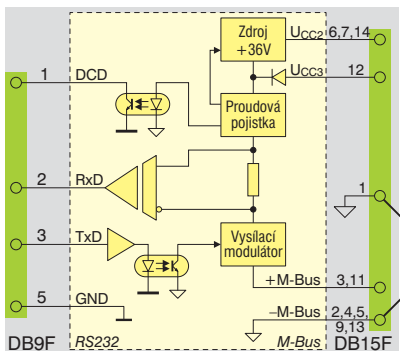 Zdroj
+36V
UCC2 6,7,14
1 DCD
UCC3 12
Proudová
pojistka
2 RxD
1
3 TxD
Vysílací
modulátor
+M-Bus 3,11
5 GND
–M-Bus 2,4,5,
9,13
DB9F RS232 M-Bus DB15F